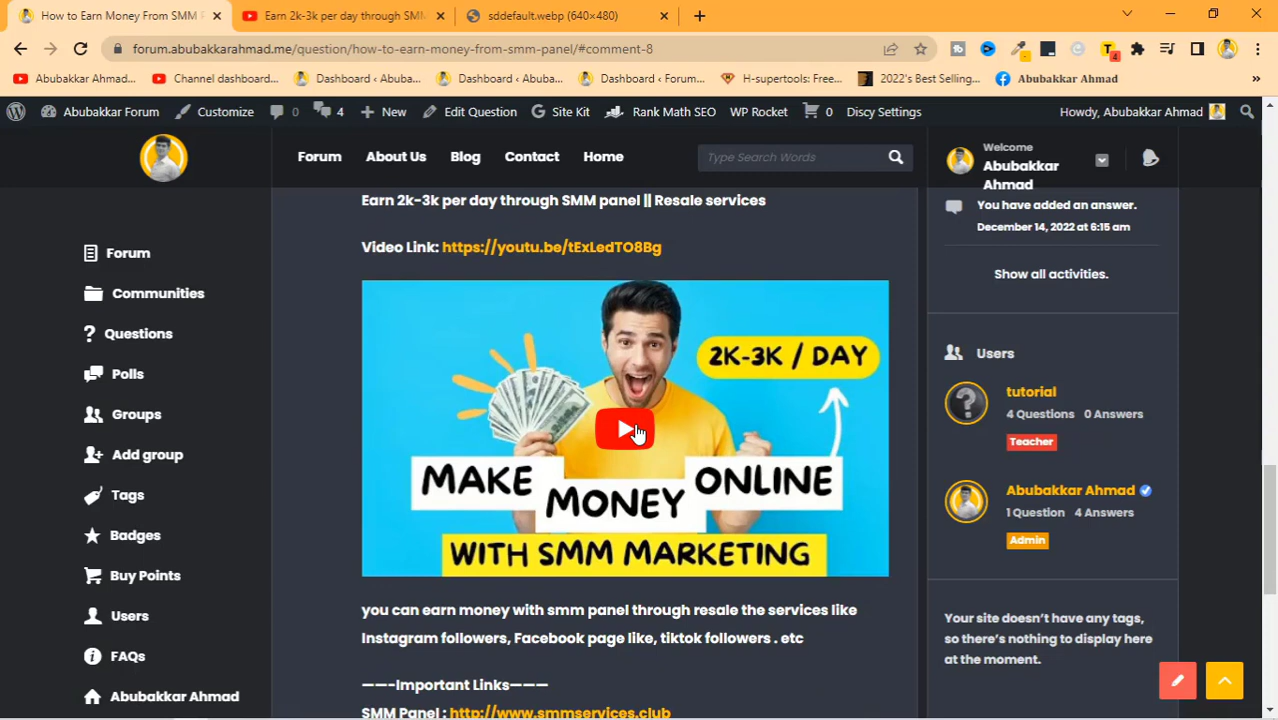 How to Earn Money From SMM P
Earn 2k-3k per day through SMM
sddefault.webp (640×480)
forum.abubakkarahmad.me/question/how-to-earn-money-from-smm-panel/#comment-8
4
Abubakkar Ahmad...
Channel dashboard...
Dashboard ‹ Abuba...
Dashboard ‹ Abuba...
Dashboard ‹ Forum...
H-supertools: Free...
2022's Best Selling...
Abubakkar Ahmad
»
Abubakkar Forum
Customize
0
4
New
Edit Question
Site Kit
Rank Math SEO
WP Rocket
0
Discy Settings
Howdy, Abubakkar Ahmad
Forum
About Us
Blog
Contact
Home
Type Search Words
Welcome
Abubakkar
Ahmad
Earn 2k-3k per day through SMM panel || Resale services
Video Link: https://youtu.be/tExLedTO8Bg
2K-3K / DAY
MAKE
MONEY
ONLINE
WITH SMM MARKETING
you can earn money with smm panel through resale the services like
Instagram followers, Facebook page like, tiktok followers . etc
——-Important Links———
SMM Panel : http://www.smmservices.club
Forum
Communities
Questions
Polls
Groups
Add group
Tags
Badges
Buy Points
Users
FAQs
Abubakkar Ahmad
You have added an answer.
December 14, 2022 at 6:15 am
Show all activities.
Users
tutorial
4 Questions 0 Answers
Teacher
Abubakkar Ahmad
1 Question 4 Answers
Admin
Your site doesn't have any tags,
so there's nothing to display here
at the moment.